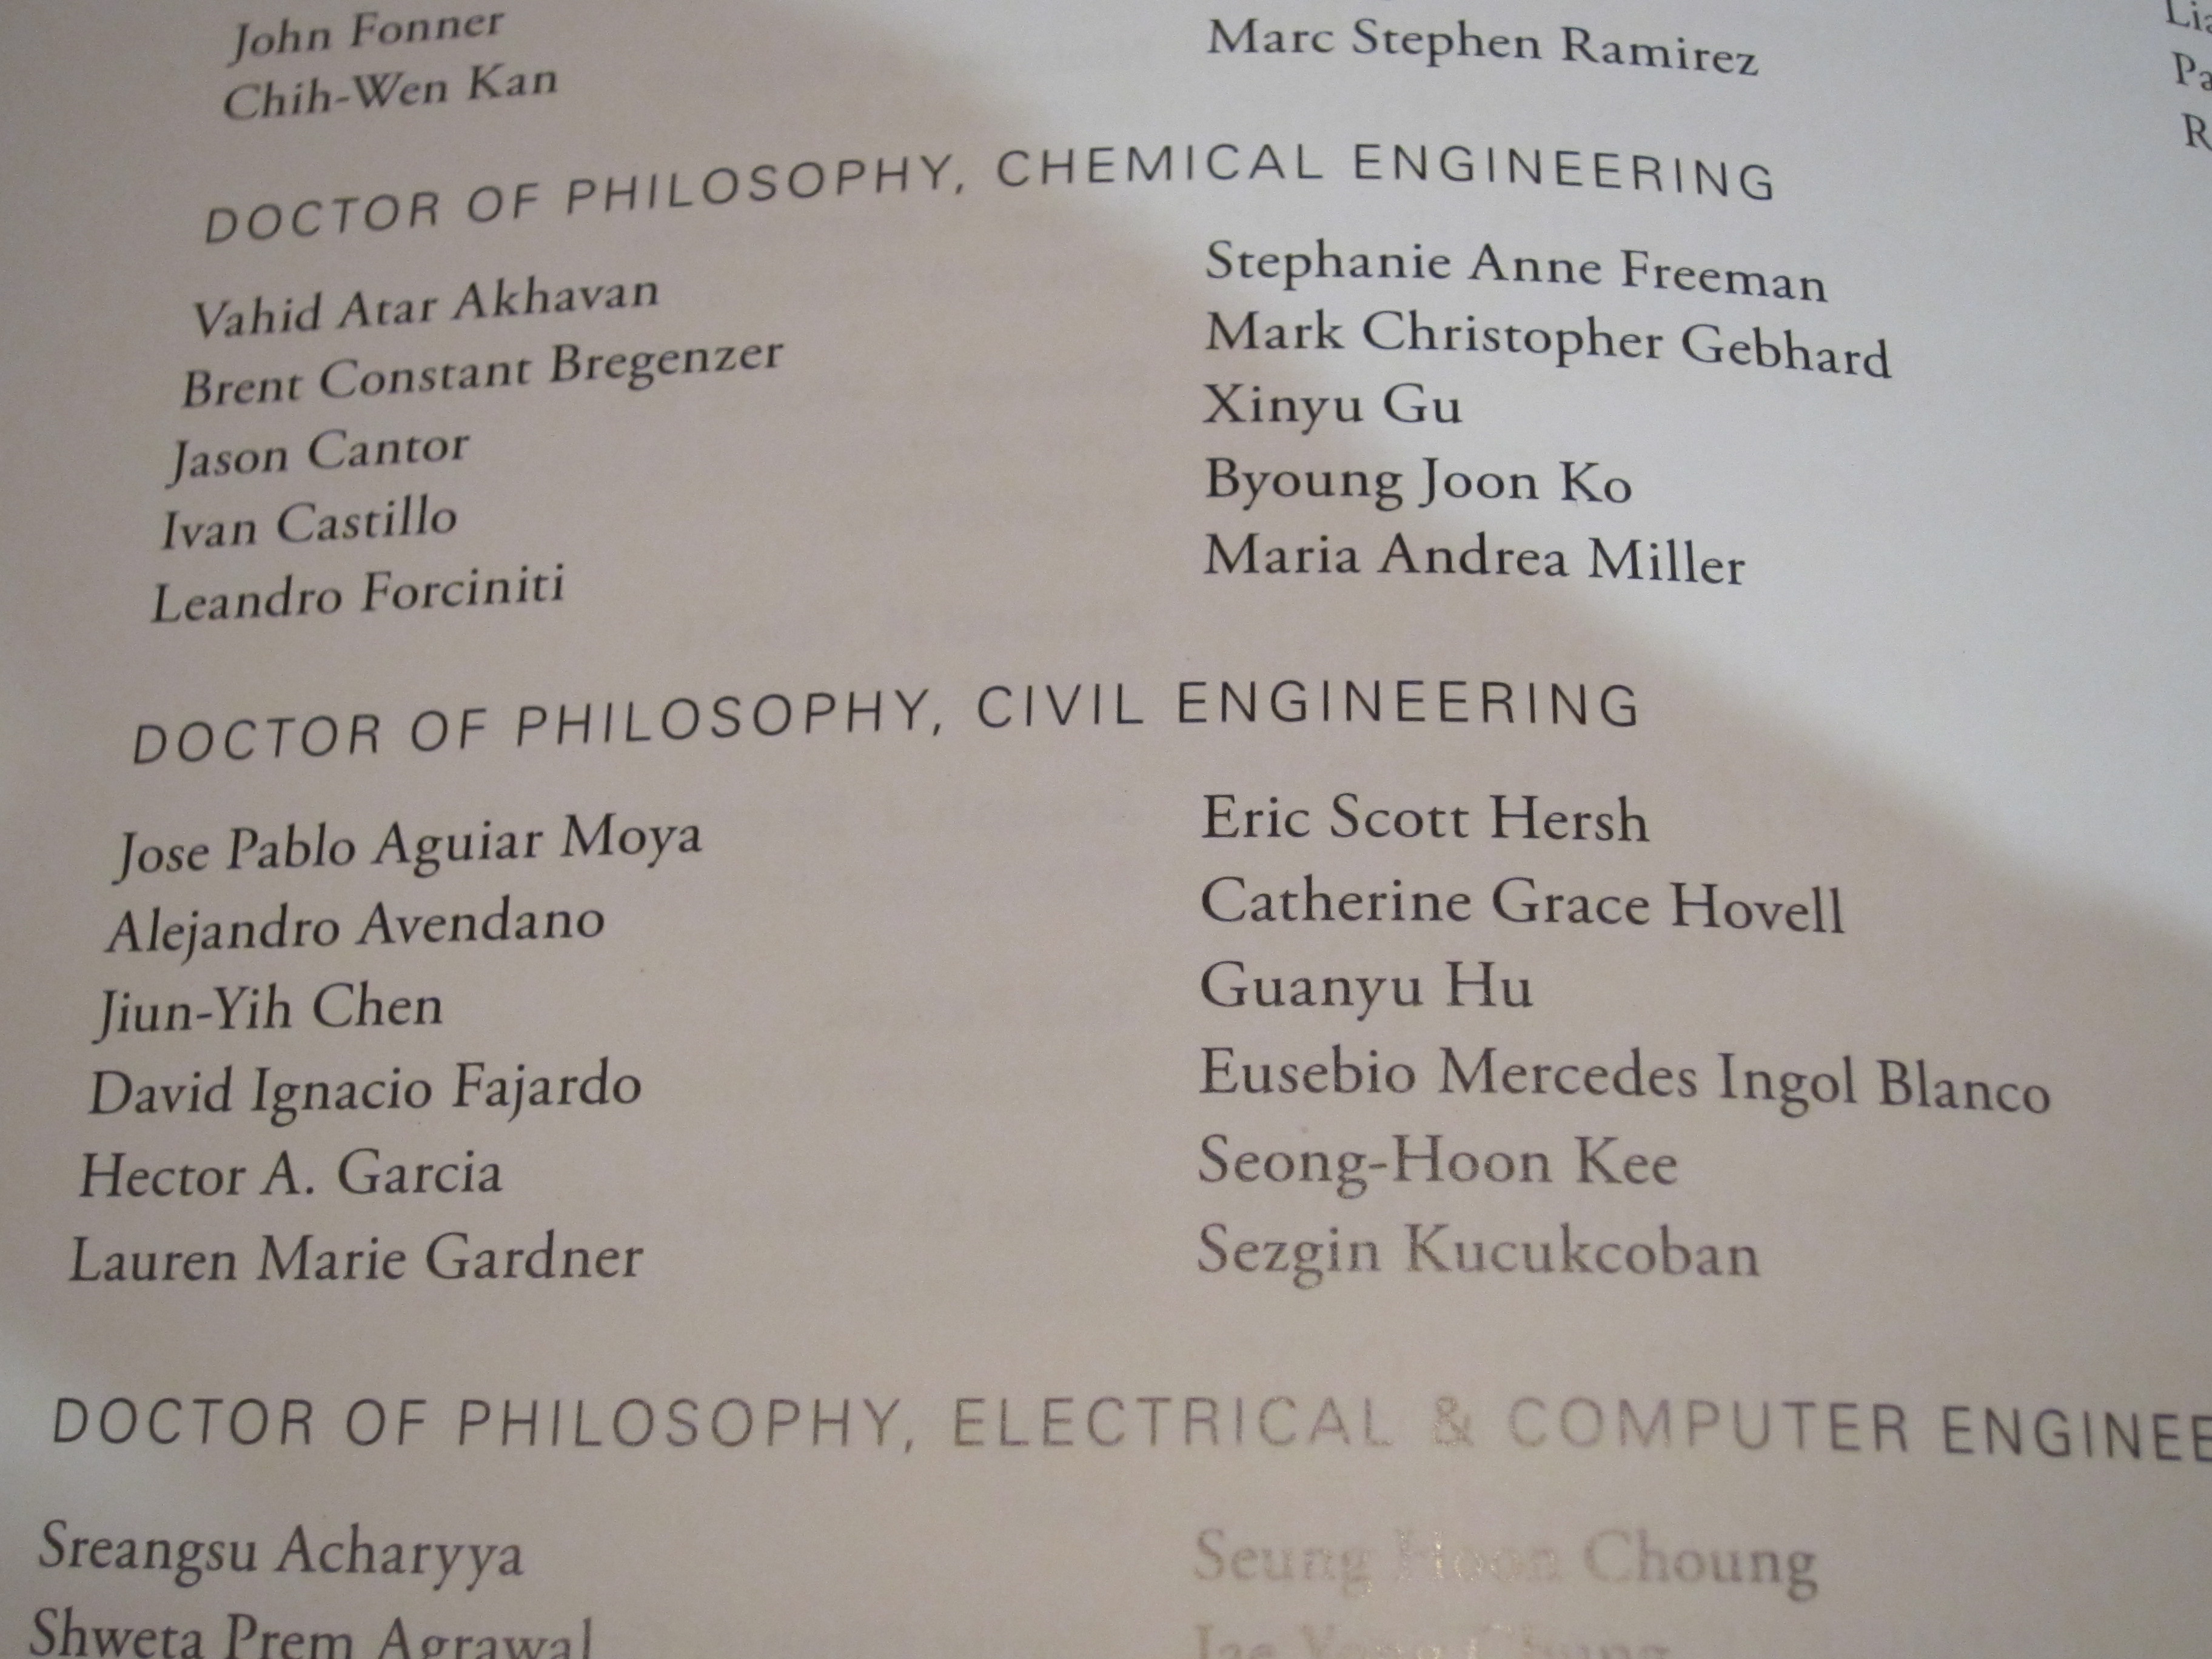 John Fonner
Chih-Wen Kan
Marc Stephen Ramirez
DOCTOR OF PHILOSOPHY, CHEMICAL ENGINEERING
Vahid Atar Akhavan
Brent Constant Bregenzer
Jason Cantor
Ivan Castillo
Leandro Forciniti
Stephanie Anne Freeman
Mark Christopher Gebhard
Xinyu Gu
Byoung Joon Ko
Maria Andrea Miller
DOCTOR OF PHILOSOPHY, CIVIL ENGINEERING
Jose Pablo Aguiar Moya
Alejandro Avendano
Jiun-Yih Chen
David Ignacio Fajardo
Hector A. Garcia
Lauren Marie Gardner
Eric Scott Hersh
Catherine Grace Hovell
Guanyu Hu
Eusebio Mercedes Ingol Blanco
Seong-Hoon Kee
Sezgin Kucukcoban
DOCTOR OF PHILOSOPHY, ELECTRICAL & COMPUTER ENGINEE
Sreangsu Acharyya
Shweta Prem Agrawal
Seung Hoon Choung